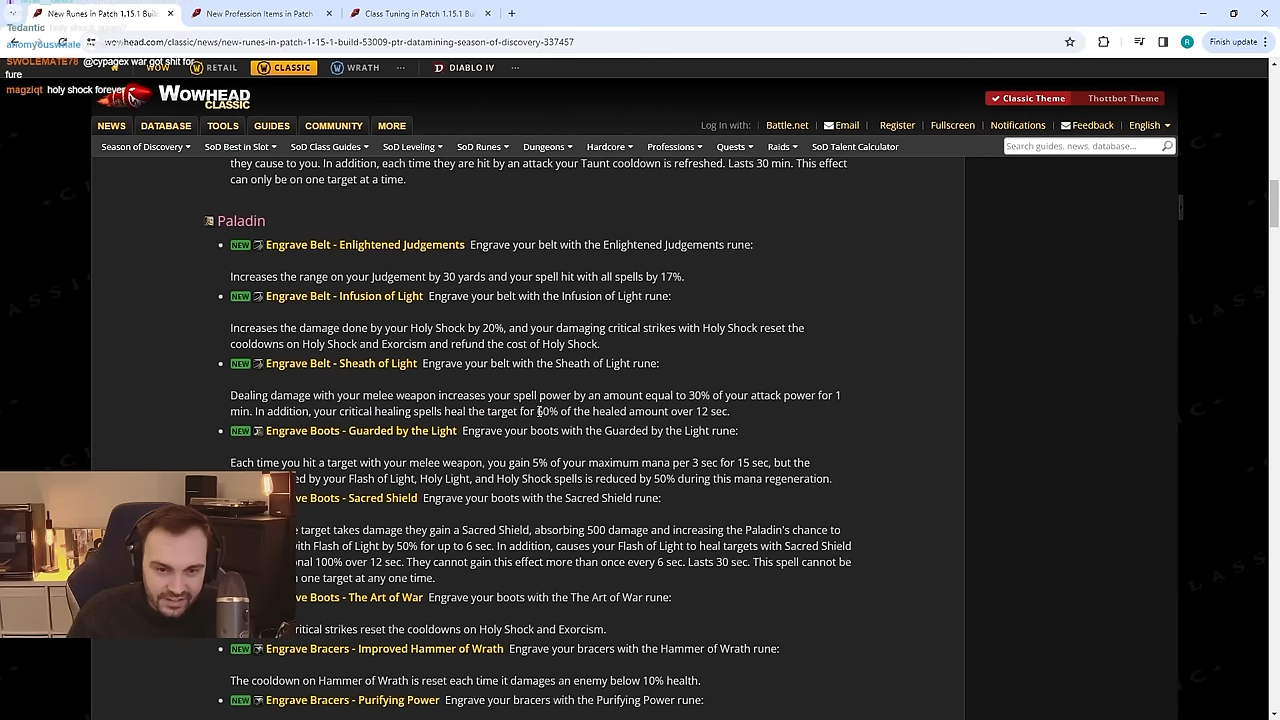 New Runes in Patch 1.15.1 Buil
New Profession Items in Patch
Class Tuning in Patch 1.15.1 Bu
Tedantic holy shock
anomyouswhale
wowhead.com/classic/news/new-runes-in-patch-1-15-1-build-53009-ptr-datamining-season-of-discovery-337457
Finish update
SWOLEMATE78 @cypagex war got shit for
fure
magziqt holy shock forever
WOW
RETAIL
CLASSIC
WRATH
DIABLO IV
WOWHEAD
CLASSIC
Classic Theme
Thottbot Theme
NEWS DATABASE TOOLS GUIDES COMMUNITY MORE
Log In with: Battle.net Email Register Fullscreen Notifications Feedback English
Season of Discovery SoD Best in Slot SoD Class Guides SoD Leveling SoD Runes Dungeons Hardcore Professions Quests Raids SoD Talent Calculator
Search guides, news, database...
they cause to you. In addition, each time they are hit by an attack your Taunt cooldown is refreshed. Lasts 30 min. This effect
can only be on one target at a time.
Paladin
NEW Engrave Belt - Enlightened Judgements Engrave your belt with the Enlightened Judgements rune:
Increases the range on your Judgement by 30 yards and your spell hit with all spells by 17%.
NEW Engrave Belt - Infusion of Light Engrave your belt with the Infusion of Light rune:
Increases the damage done by your Holy Shock by 20%, and your damaging critical strikes with Holy Shock reset the
cooldowns on Holy Shock and Exorcism and refund the cost of Holy Shock.
NEW Engrave Belt - Sheath of Light Engrave your belt with the Sheath of Light rune:
Dealing damage with your melee weapon increases your spell power by an amount equal to 30% of your attack power for 1
min. In addition, your critical healing spells heal the target for 60% of the healed amount over 12 sec.
NEW Engrave Boots - Guarded by the Light Engrave your boots with the Guarded by the Light rune:
Each time you hit a target with your melee weapon, you gain 5% of your maximum mana per 3 sec for 15 sec, but the
ed by your Flash of Light, Holy Light, and Holy Shock spells is reduced by 50% during this mana regeneration.
ve Boots - Sacred Shield Engrave your boots with the Sacred Shield rune:
target takes damage they gain a Sacred Shield, absorbing 500 damage and increasing the Paladin's chance to
with Flash of Light by 50% for up to 6 sec. In addition, causes your Flash of Light to heal targets with Sacred Shield
onal 100% over 12 sec. They cannot gain this effect more than once every 6 sec. Lasts 30 sec. This spell cannot be
one target at any one time.
ve Boots - The Art of War Engrave your boots with the The Art of War rune:
ritical strikes reset the cooldowns on Holy Shock and Exorcism.
NEW Engrave Bracers - Improved Hammer of Wrath Engrave your bracers with the Hammer of Wrath rune:
The cooldown on Hammer of Wrath is reset each time it damages an enemy below 10% health.
NEW Engrave Bracers - Purifying Power Engrave your bracers with the Purifying Power rune: